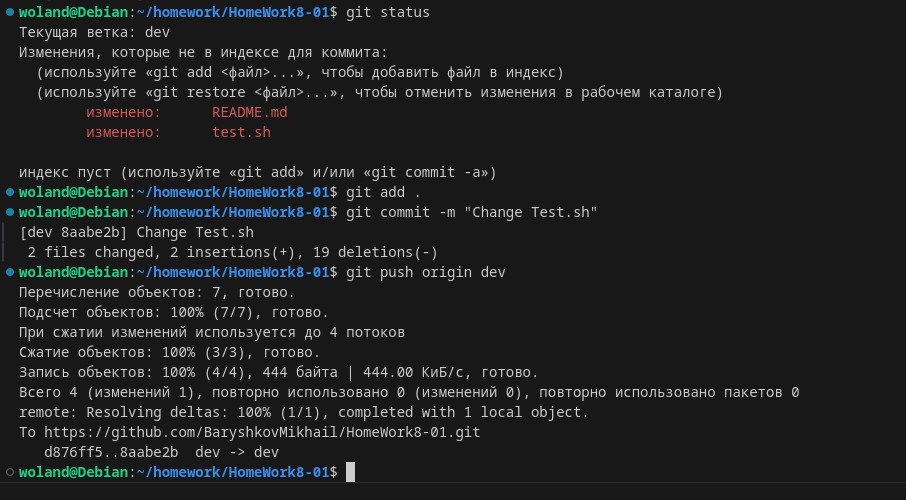 woland@Debian:~/homework/HomeWork8-01$ git status
Текущая ветка: dev
Изменения, которые не в индексе для коммита:
  (используйте «git add <файл>...», чтобы добавить файл в индекс)
  (используйте «git restore <файл>...», чтобы отменить изменения в рабочем каталоге)
        изменено:      README.md
        изменено:      test.sh

индекс пуст (используйте «git add» и/или «git commit -a»)
woland@Debian:~/homework/HomeWork8-01$ git add .
woland@Debian:~/homework/HomeWork8-01$ git commit -m "Change Test.sh"
[dev 8aabe2b] Change Test.sh
 2 files changed, 2 insertions(+), 19 deletions(-)
woland@Debian:~/homework/HomeWork8-01$ git push origin dev
Перечисление объектов: 7, готово.
Подсчет объектов: 100% (7/7), готово.
При сжатии изменений используется до 4 потоков
Сжатие объектов: 100% (3/3), готово.
Запись объектов: 100% (4/4), 444 байта | 444.00 КиБ/с, готово.
Всего 4 (изменений 1), повторно использовано 0 (изменений 0), повторно использовано пакетов 0
remote: Resolving deltas: 100% (1/1), completed with 1 local object.
To https://github.com/BaryshkovMikhail/HomeWork8-01.git
   d876ff5..8aabe2b  dev -> dev
woland@Debian:~/homework/HomeWork8-01$